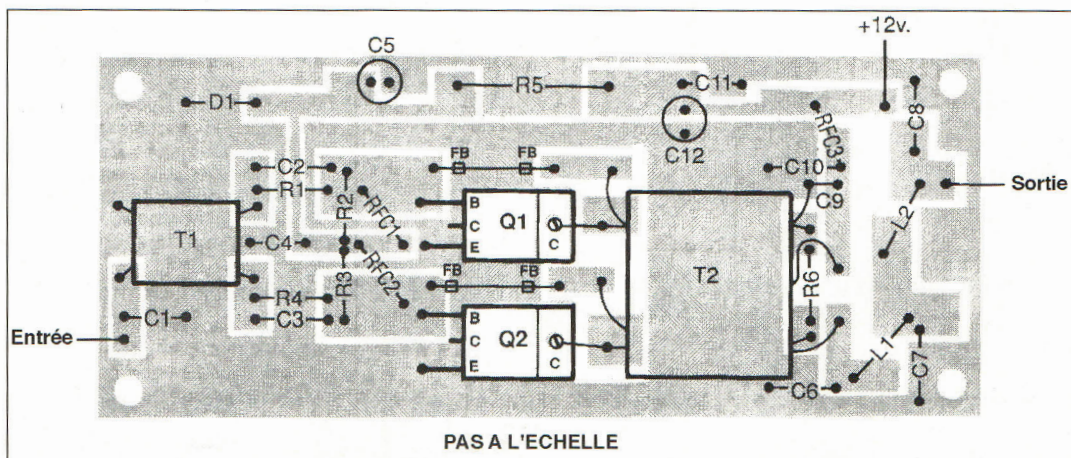 +12v.
C5
D1
R5
C11
C8
C12
RFC3
FB FB
C2
C10
R1
R2
RFC1
C9
Sortie
B
C
E
Q1
C
T1
C4
L2
FB FB
T2
R6
R3
RFC2
R4
C3
C1
Entrée
B
C
E
Q2
C
L1
C7
C6
PAS A L'ECHELLE